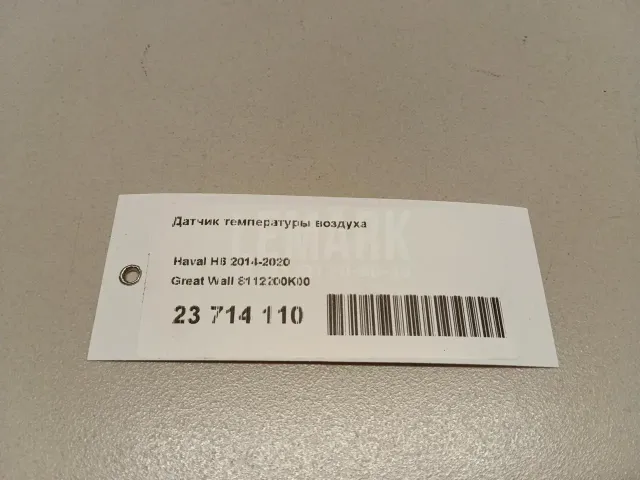 Датчик температуры воздуха
Haval H6 2014-2020
Great Wall 8112200K00
23 714 110